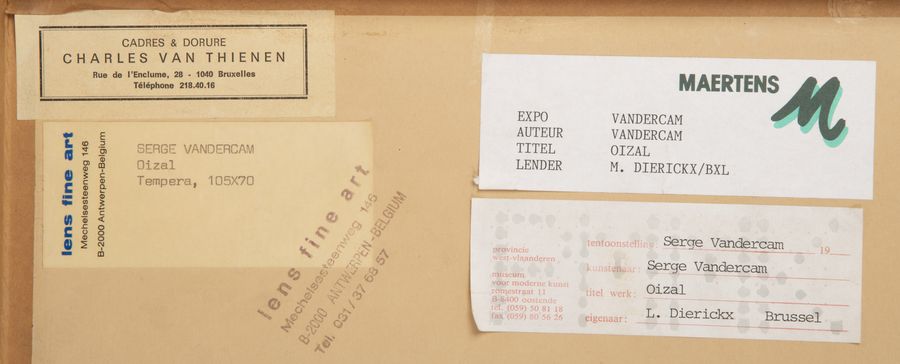 CADRES & DORURE
CHARLES VAN THIENEN
Rue de l'Enclume, 28 - 1040 Bruxelles
Téléphone 218.40.16
lens fine art
Mechelsesteenweg 146
B-2000 Antwerpen-Belgium
SERGE VANDERCAM
Oizal
Tempera, 105X70
lens fine art
Mechelsesteenweg 146
B-2000 ANTWERPEN-BELGIUM
Tel. 031/37 68 57
MAERTENS M
EXPO VANDERCAM
AUTEUR VANDERCAM
TITEL OIZAL
LENDER M. DIERICKX/BXL
provincie
west-vlaanderen
museum
voor moderne kunst
romestraat 11
B-8400 oostende
tel. (059) 50 81 18
fax (059) 80 56 26
tentoonstelling: Serge Vandercam 19
kunstenaar: Serge Vandercam
titel werk: Oizal
eigenaar: L. Dierickx Brussel